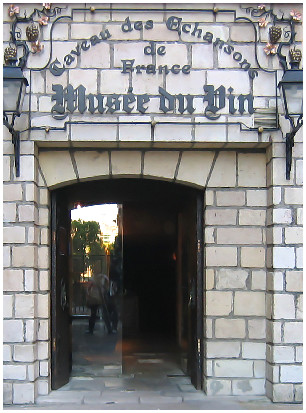 Caveau des Echansons
de
France
Musée du Vin